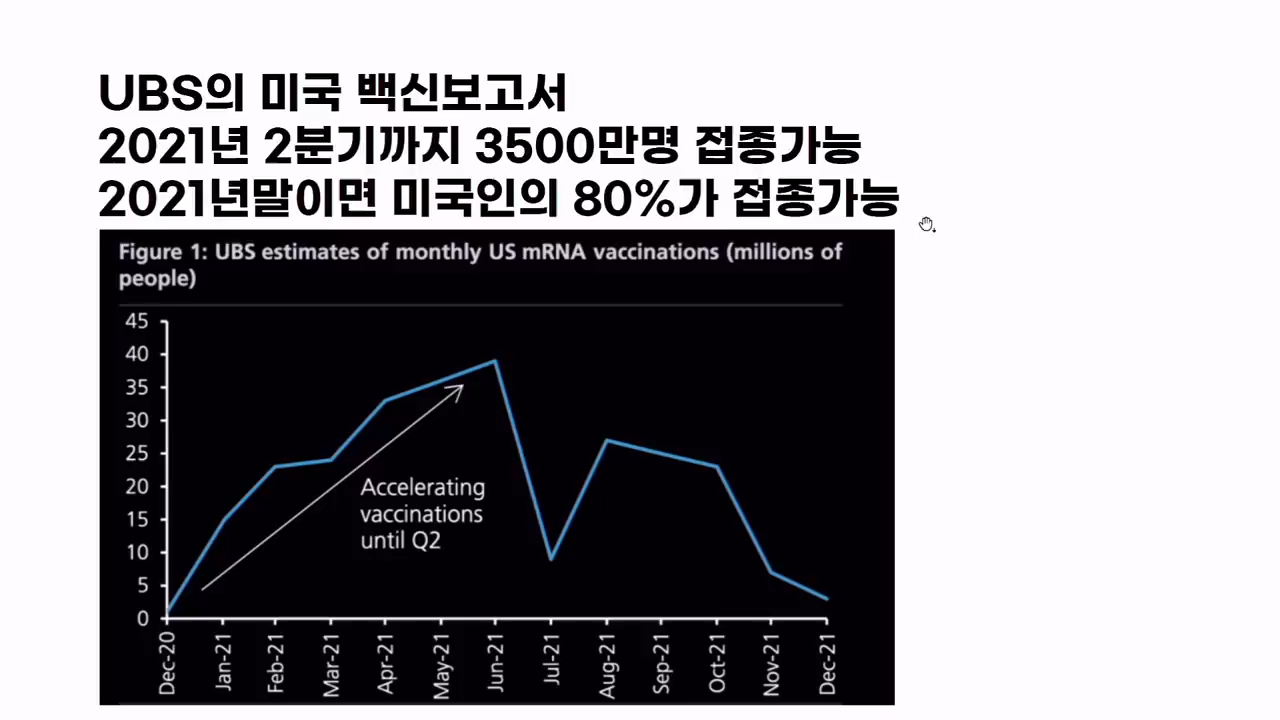 UBS의 미국 백신보고서
2021년 2분기까지 3500만명 접종가능
2021년말이면 미국인의 80%가 접종가능
Figure 1: UBS estimates of monthly US mRNA vaccinations (millions of
people)
45
40
35
30
25
20
15
10
5
0
Accelerating
vaccinations
until Q2
Dec-20
Jan-21
Feb-21
Mar-21
Apr-21
May-21
Jun-21
Jul-21
Aug-21
Sep-21
Oct-21
Nov-21
Dec-21